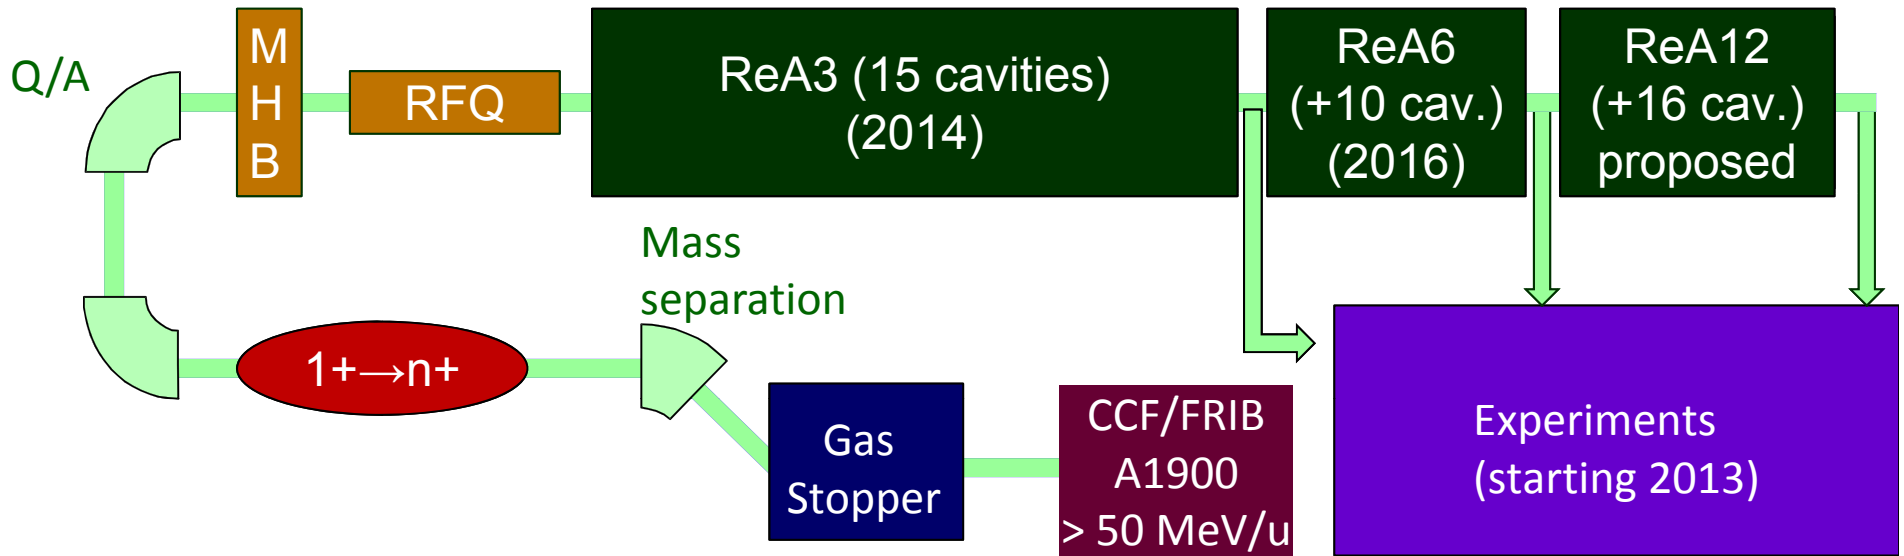 Q/A
M
H
B
RFQ
ReA3 (15 cavities)
(2014)
ReA6
(+10 cav.)
(2016)
ReA12
(+16 cav.)
proposed
Mass
separation
1+→n+
Gas
Stopper
CCF/FRIB
A1900
> 50 MeV/u
Experiments
(starting 2013)